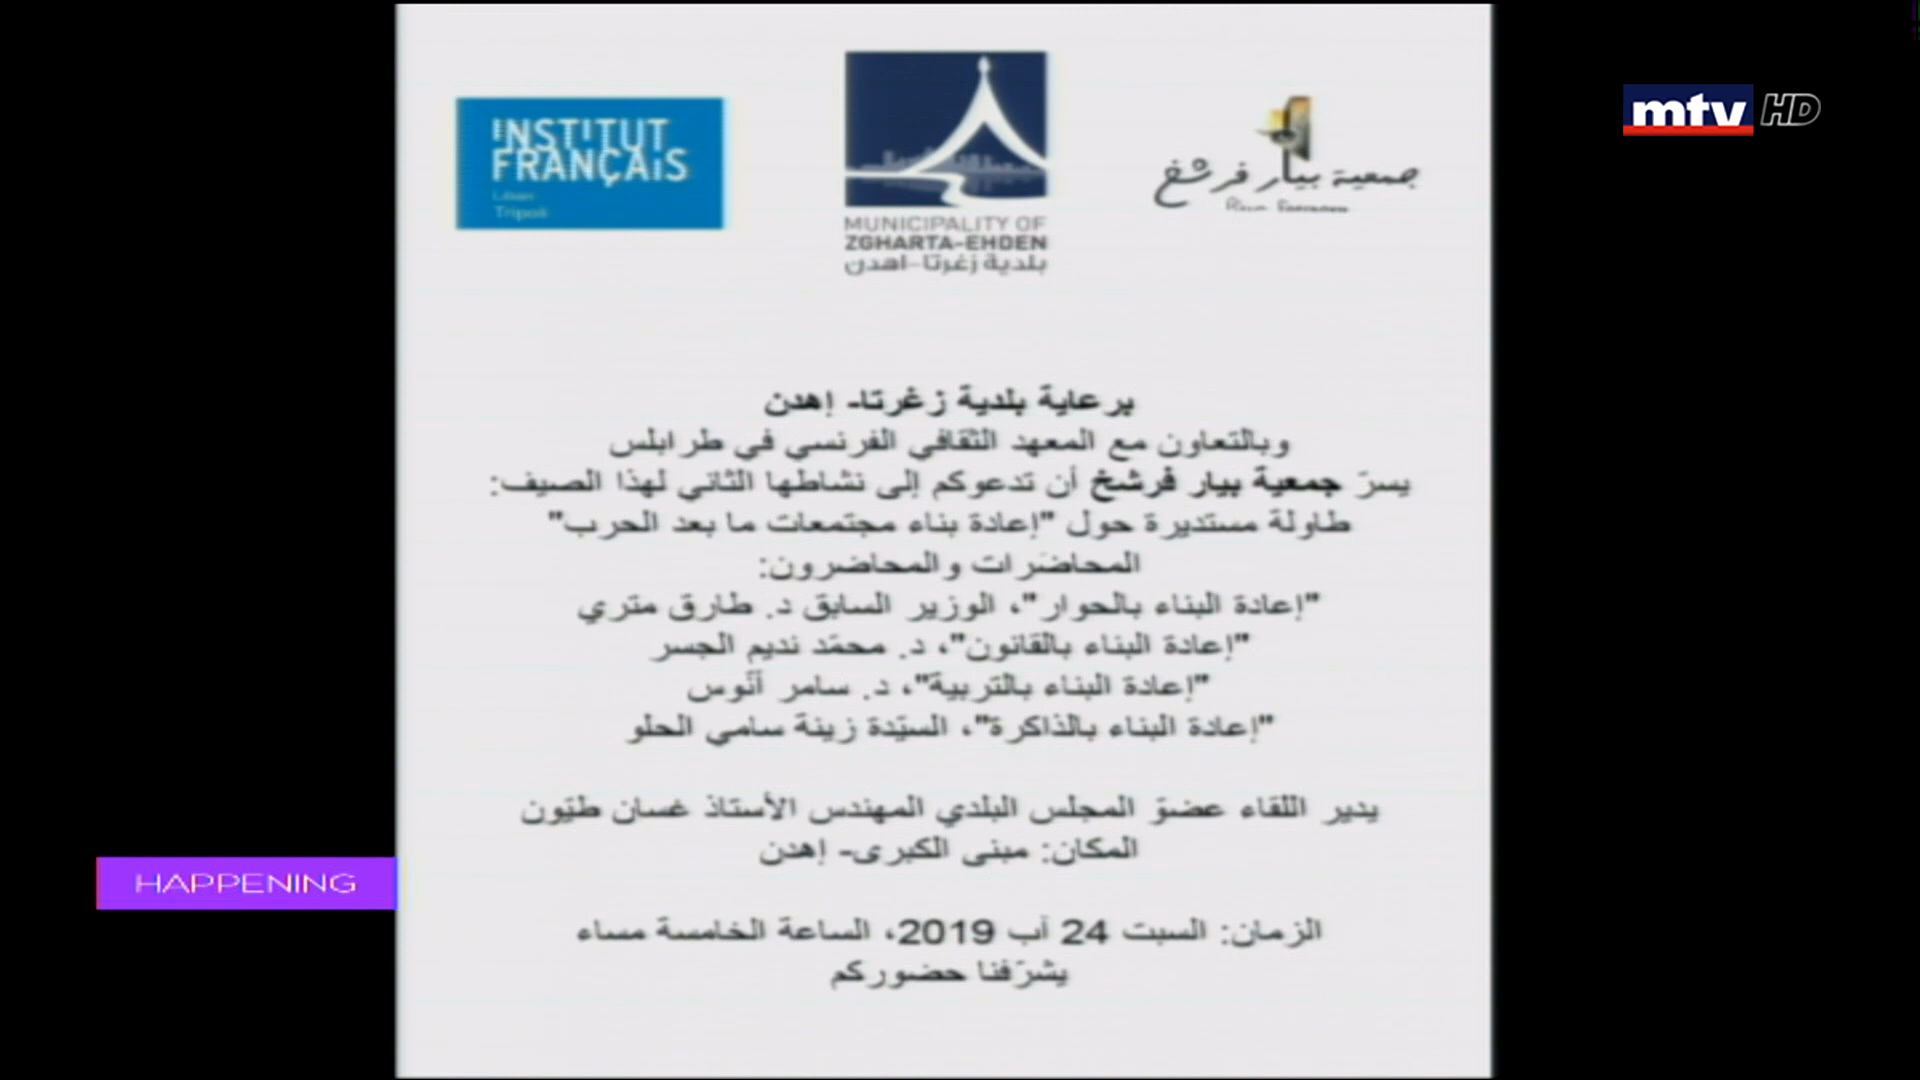 INSTITUT
FRANÇAIS
Liban
Tripoli
MUNICIPALITY OF
ZGHARTA-EHDEN
بلدية زغرتا-اهدن
جمعية بيار فرشخ
mtv HD
برعاية بلدية زغرتا- إهدن
وبالتعاون مع المعهد الثقافي الفرنسي في طرابلس
يسرّ جمعية بيار فرشخ أن تدعوكم إلى نشاطها الثاني لهذا الصيف:
طاولة مستديرة حول "إعادة بناء مجتمعات ما بعد الحرب"
المحاضَرات والمحاضرون:
"إعادة البناء بالحوار"، الوزير السابق د. طارق متري
"إعادة البناء بالقانون"، د. محمّد نديم الجسر
"إعادة البناء بالتربية"، د. سامر أنّوس
"إعادة البناء بالذاكرة"، السيّدة زينة سامي الحلو
يدير اللقاء عضوّ المجلس البلدي المهندس الأستاذ غسان طيّون
المكان: مبنى الكبرى- إهدن
HAPPENING
الزمان: السبت 24 آب 2019، الساعة الخامسة مساء
يشرّفنا حضوركم